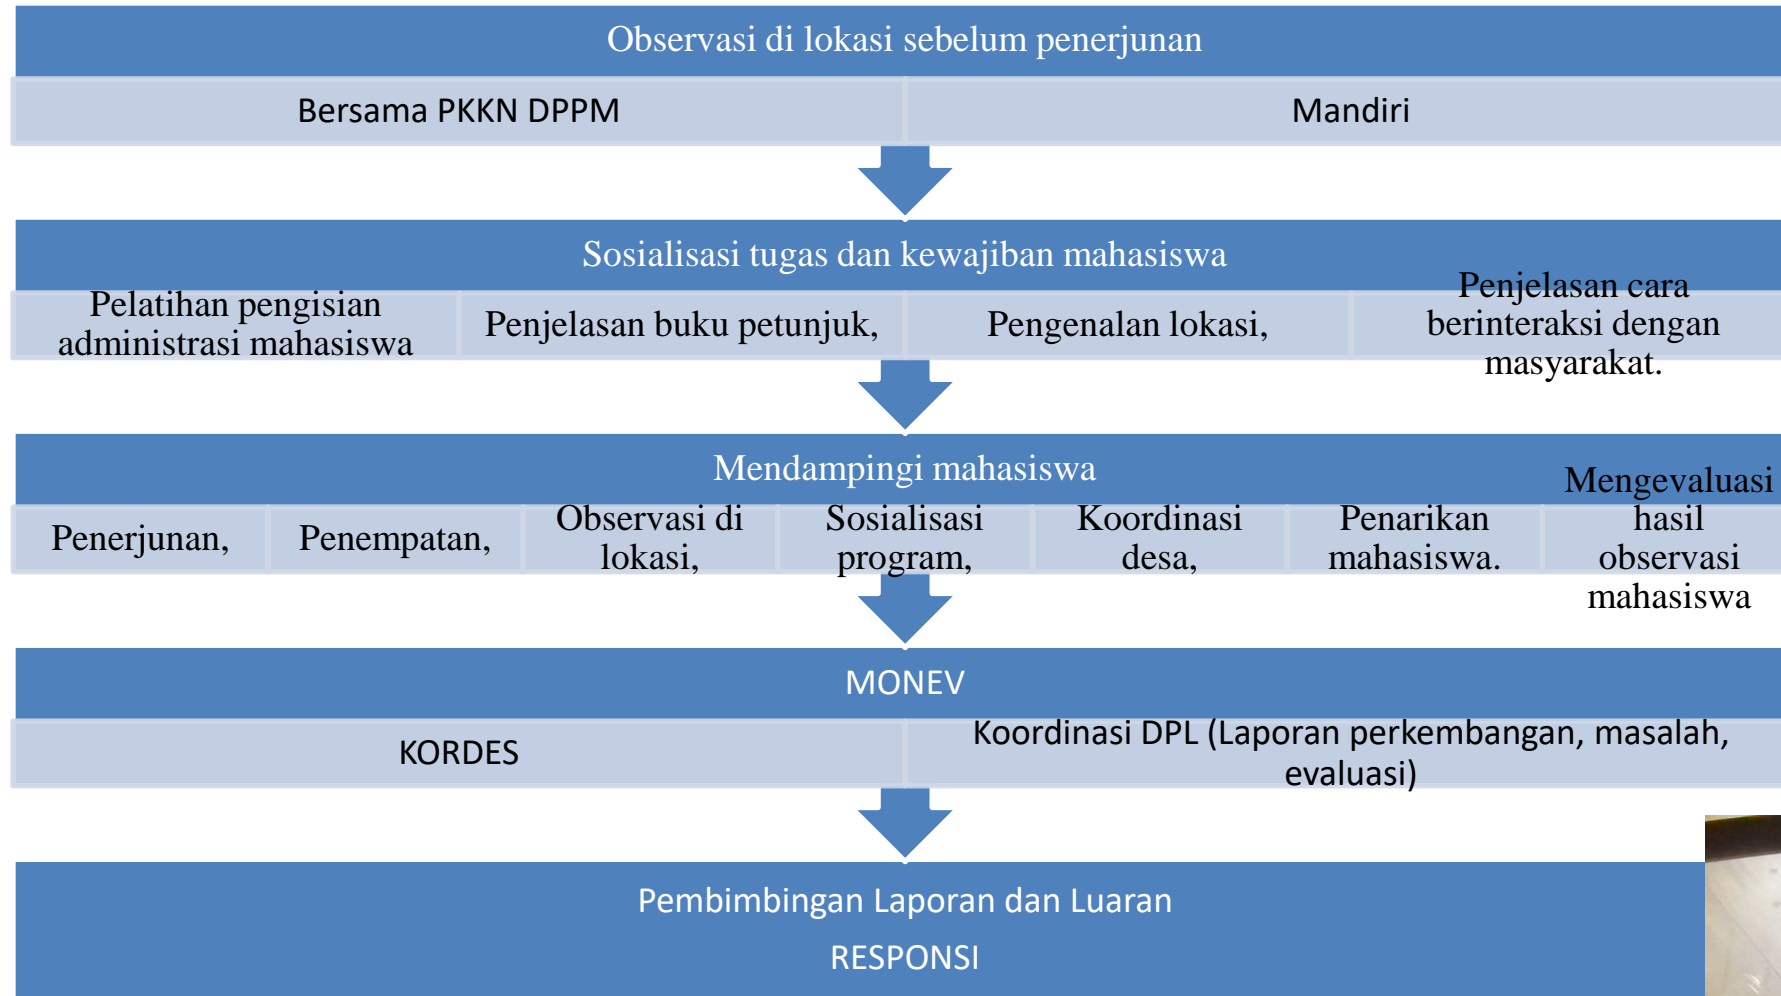 Observasi di lokasi sebelum penerjunan
Bersama PKKN DPPM
Mandiri
Sosialisasi tugas dan kewajiban mahasiswa
Pelatihan pengisian
administrasi mahasiswa
Penjelasan buku petunjuk,
Pengenalan lokasi,
Penjelasan cara
berinteraksi dengan
masyarakat.
Mendampingi mahasiswa
Penerjunan,
Penempatan,
Observasi di
lokasi,
Sosialisasi
program,
Koordinasi
desa,
Penarikan
mahasiswa.
Mengevaluasi
hasil
observasi
mahasiswa
MONEV
KORDES
Koordinasi DPL (Laporan perkembangan, masalah,
evaluasi)
Pembimbingan Laporan dan Luaran
RESPONSI